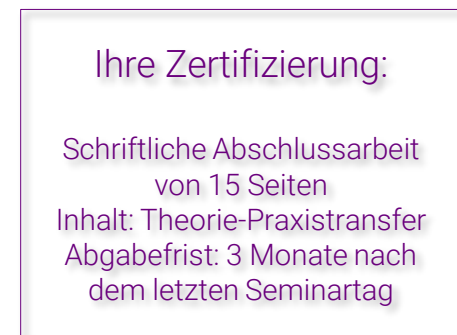 Ihre Zertifizierung:
Schriftliche Abschlussarbeit
von 15 Seiten
Inhalt: Theorie-Praxistransfer
Abgabefrist: 3 Monate nach
dem letzten Seminartag